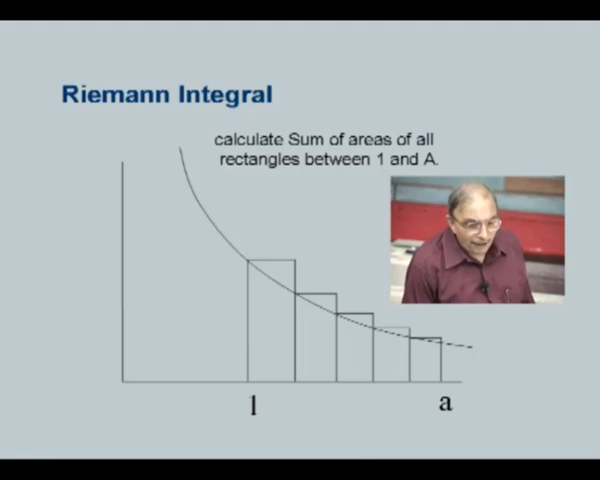 Riemann Integral
calculate Sum of areas of all
rectangles between 1 and A.
1
a